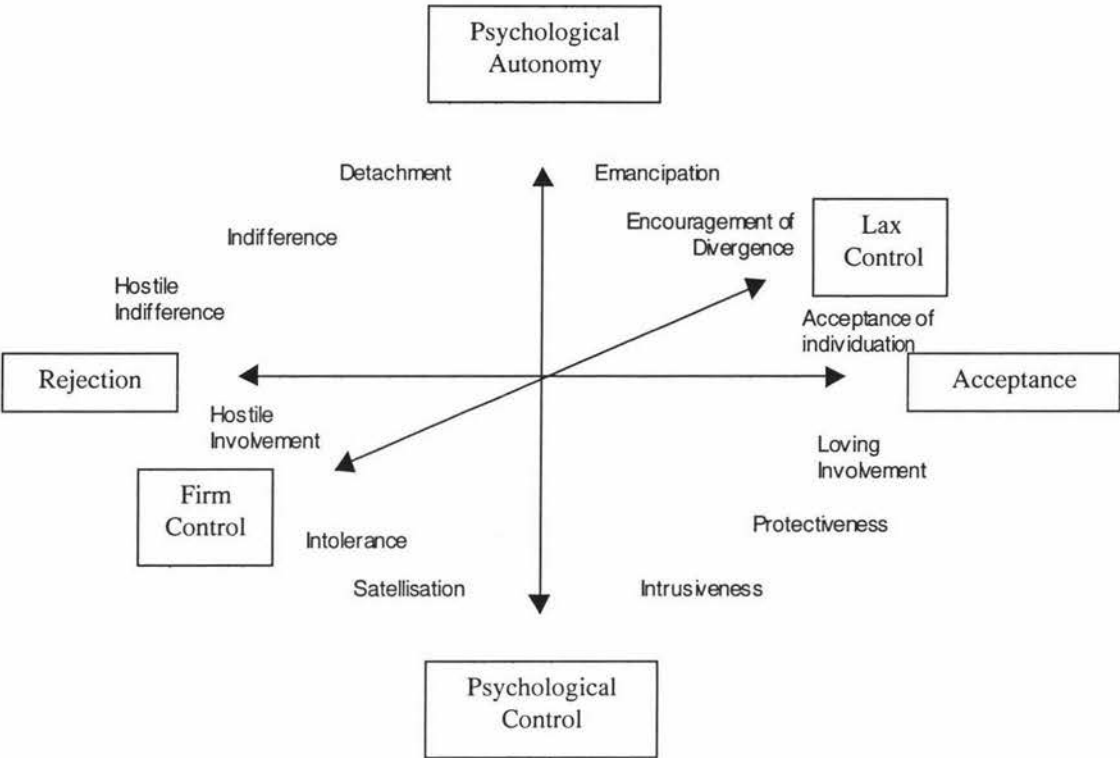 Psychological
Autonomy
Detachment
Emancipation
Encouragement of
Divergence
Lax
Control
Indifference
Hostile
Indifference
Acceptance of
individuation
Rejection
Acceptance
Hostile
Involvement
Loving
Involvement
Firm
Control
Protectiveness
Intolerance
Satellisation
Intrusiveness
Psychological
Control